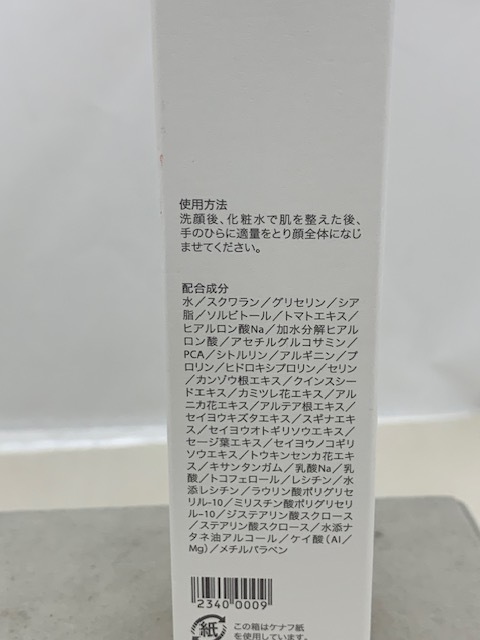 使用方法
洗顔後、化粧水で肌を整えた後、
手のひらに適量をとり顔全体になじ
ませてください。
配合成分
水／スクワラン／グリセリン／シア
脂／ソルビトール／トマトエキス／
ヒアルロン酸Na／加水分解ヒアル
ロン酸／アセチルグルコサミン／
PCA／シトルリン／アルギニン／プ
ロリン／ヒドロキシプロリン／セリン
／カンゾウ根エキス／クインスシー
ドエキス／カミツレ花エキス／アル
ニカ花エキス／アルテア根エキス／
セイヨウキズタエキス／スギナエキ
ス／セイヨウオトギリソウエキス／
セージ葉エキス／セイヨウノコギリ
ソウエキス／トウキンセンカ花エキ
ス／キサンタンガム／乳酸Na／乳
酸／トコフェロール／レシチン／水
添レシチン／ラウリン酸ポリグリセ
リル-10／ミリスチン酸ポリグリセリ
ル-10／ジステアリン酸スクロース／
ステアリン酸スクロース／水添ナ
タネ油アルコール／ケイ酸（Al／
Mg）／メチルパラベン
2340 0009
紙
この箱はケナフ紙
を使用しています。